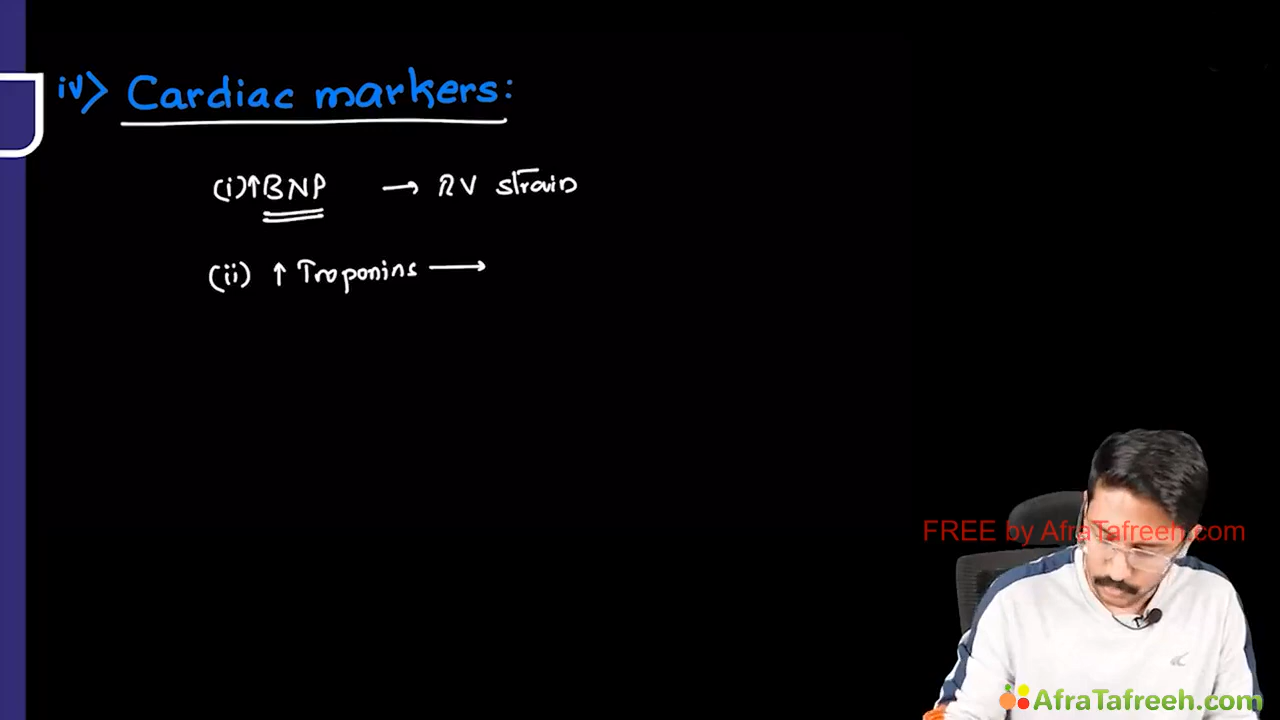 iv> Cardiac markers:
(i) ↑ BNP → RV strain
(ii) ↑ Troponins →
FREE by AfraTafreeh.com
AfraTafreeh.com